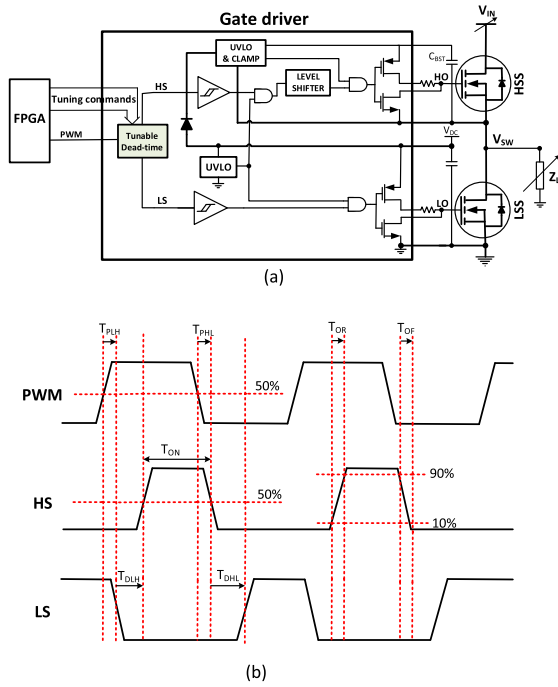 Gate driver
V_IN
UVLO
& CLAMP
C_BST
HO
HSS
HS
LEVEL
SHIFTER
Tuning commands
FPGA
PWM
Tunable
Dead-time
V_DC
V_SW
UVLO
LS
LO
LSS
(a)
T_PLH
T_PHL
T_OR
T_OF
PWM
50%
T_ON
HS
50%
90%
10%
T_DLH
T_DHL
LS
(b)